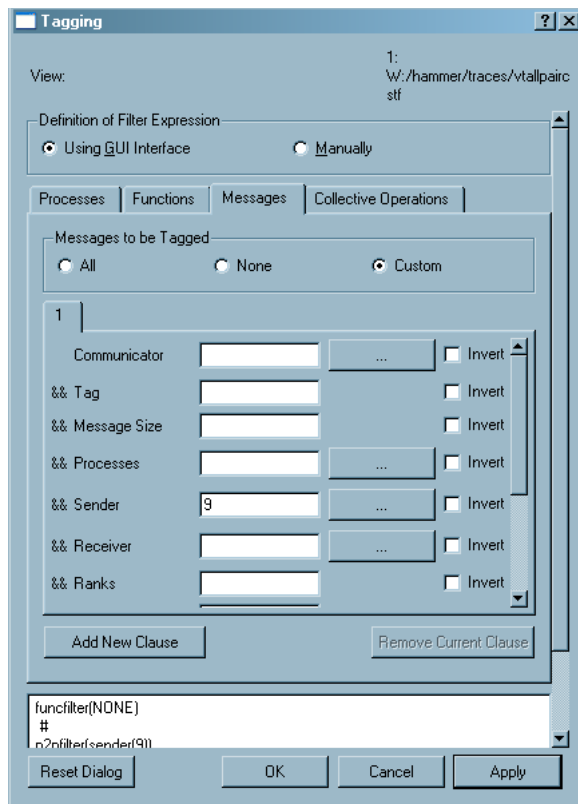 Tagging
View:
1:
W:/hammer/traces/vtallpairc
stf
Definition of Filter Expression
Using GUI Interface
Manually
Processes Functions Messages Collective Operations
Messages to be Tagged
All None Custom
1
Communicator ... Invert
&& Tag Invert
&& Message Size Invert
&& Processes ... Invert
&& Sender 9 ... Invert
&& Receiver ... Invert
&& Ranks Invert
Add New Clause Remove Current Clause
funcfilter(NONE)
#
p2pfilter(sender(9))
Reset Dialog OK Cancel Apply